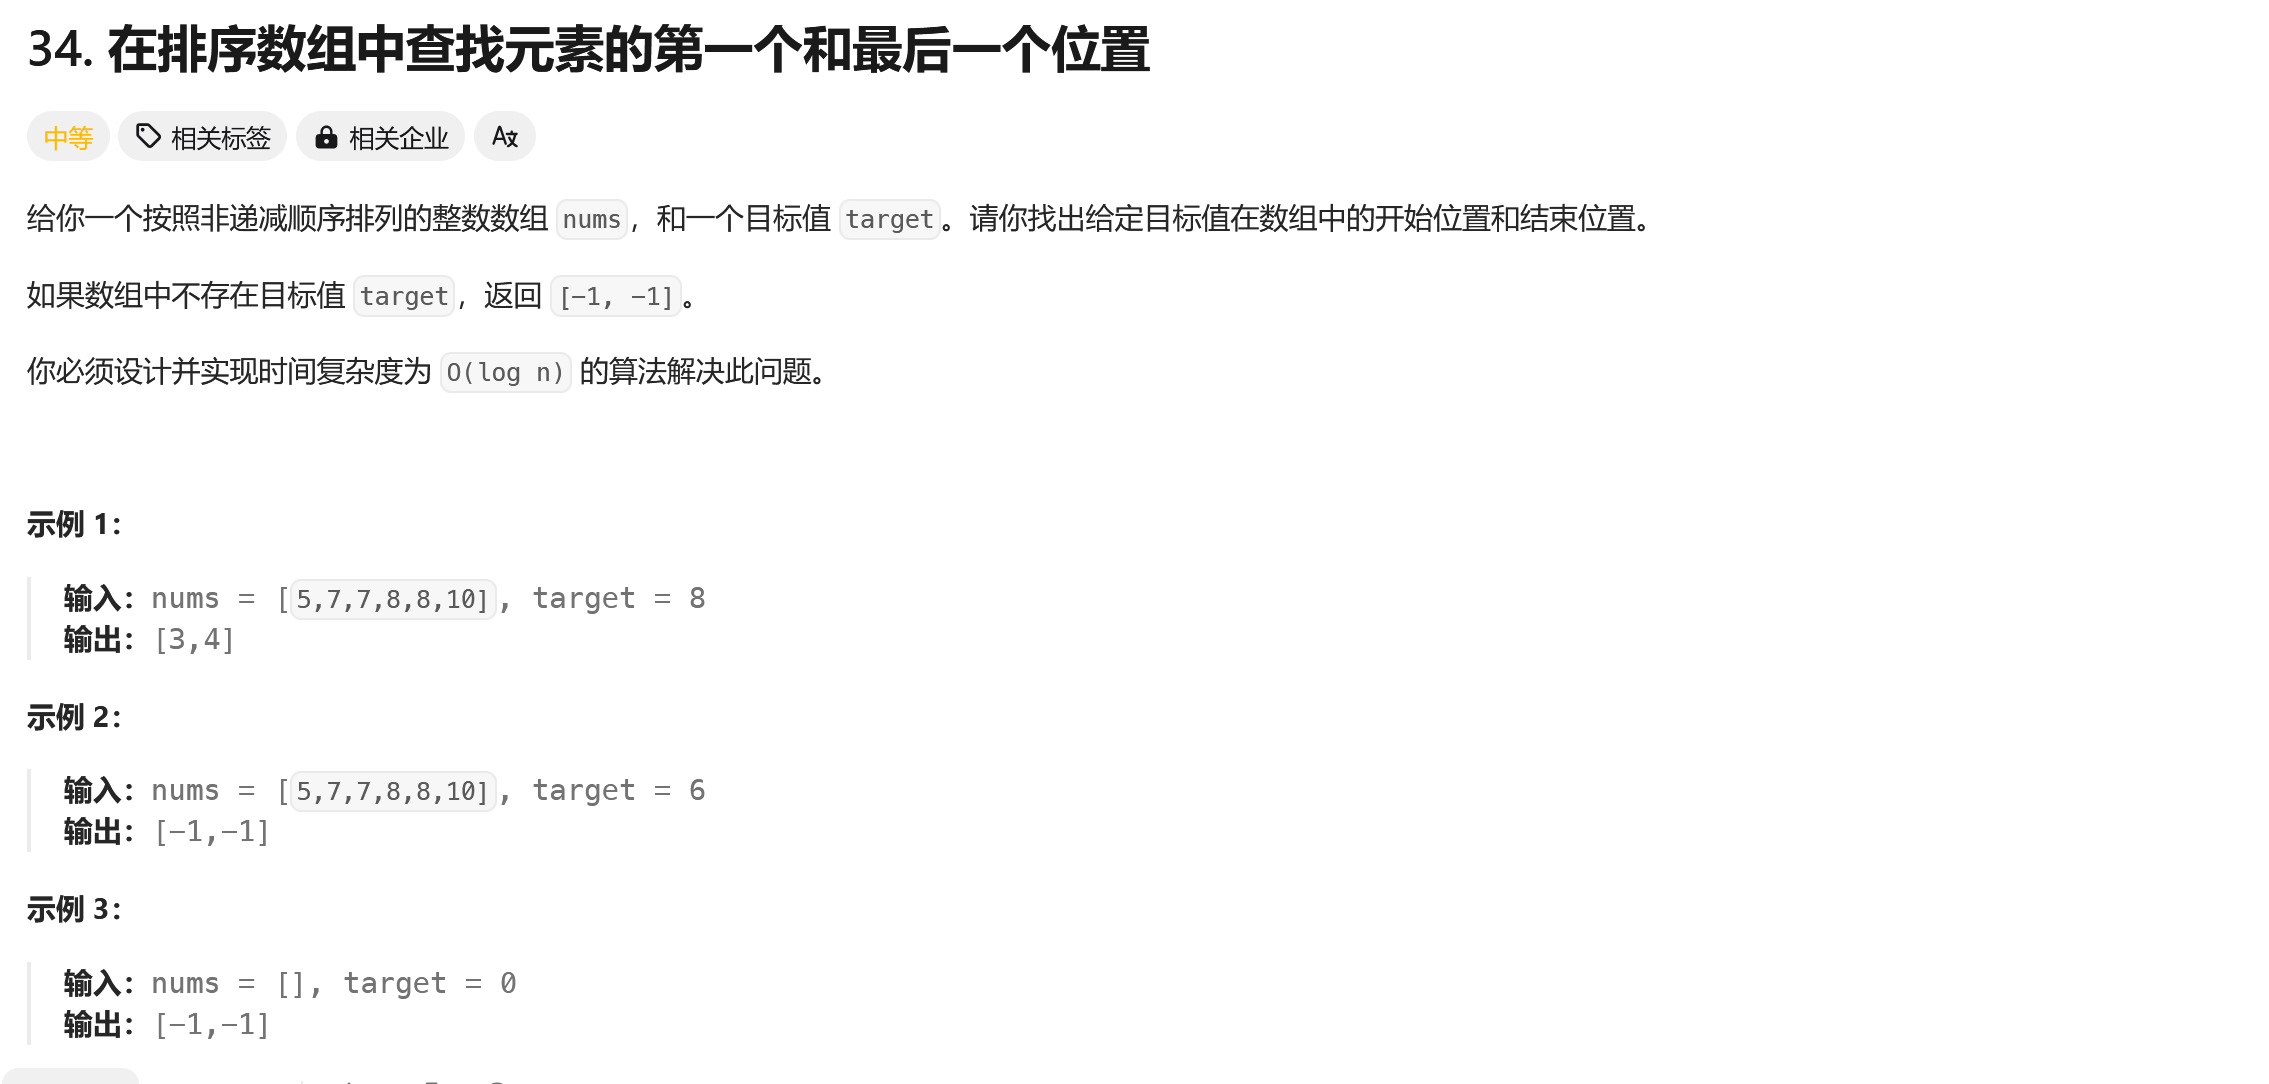 34. 在排序数组中查找元素的第一个和最后一个位置
中等 相关标签 相关企业 A文
给你一个按照非递减顺序排列的整数数组 nums，和一个目标值 target。请你找出给定目标值在数组中的开始位置和结束位置。
如果数组中不存在目标值 target，返回 [-1, -1]。
你必须设计并实现时间复杂度为 O(log n) 的算法解决此问题。
示例 1：
输入：nums = [5,7,7,8,8,10], target = 8
输出：[3,4]
示例 2：
输入：nums = [5,7,7,8,8,10], target = 6
输出：[-1,-1]
示例 3：
输入：nums = [], target = 0
输出：[-1,-1]